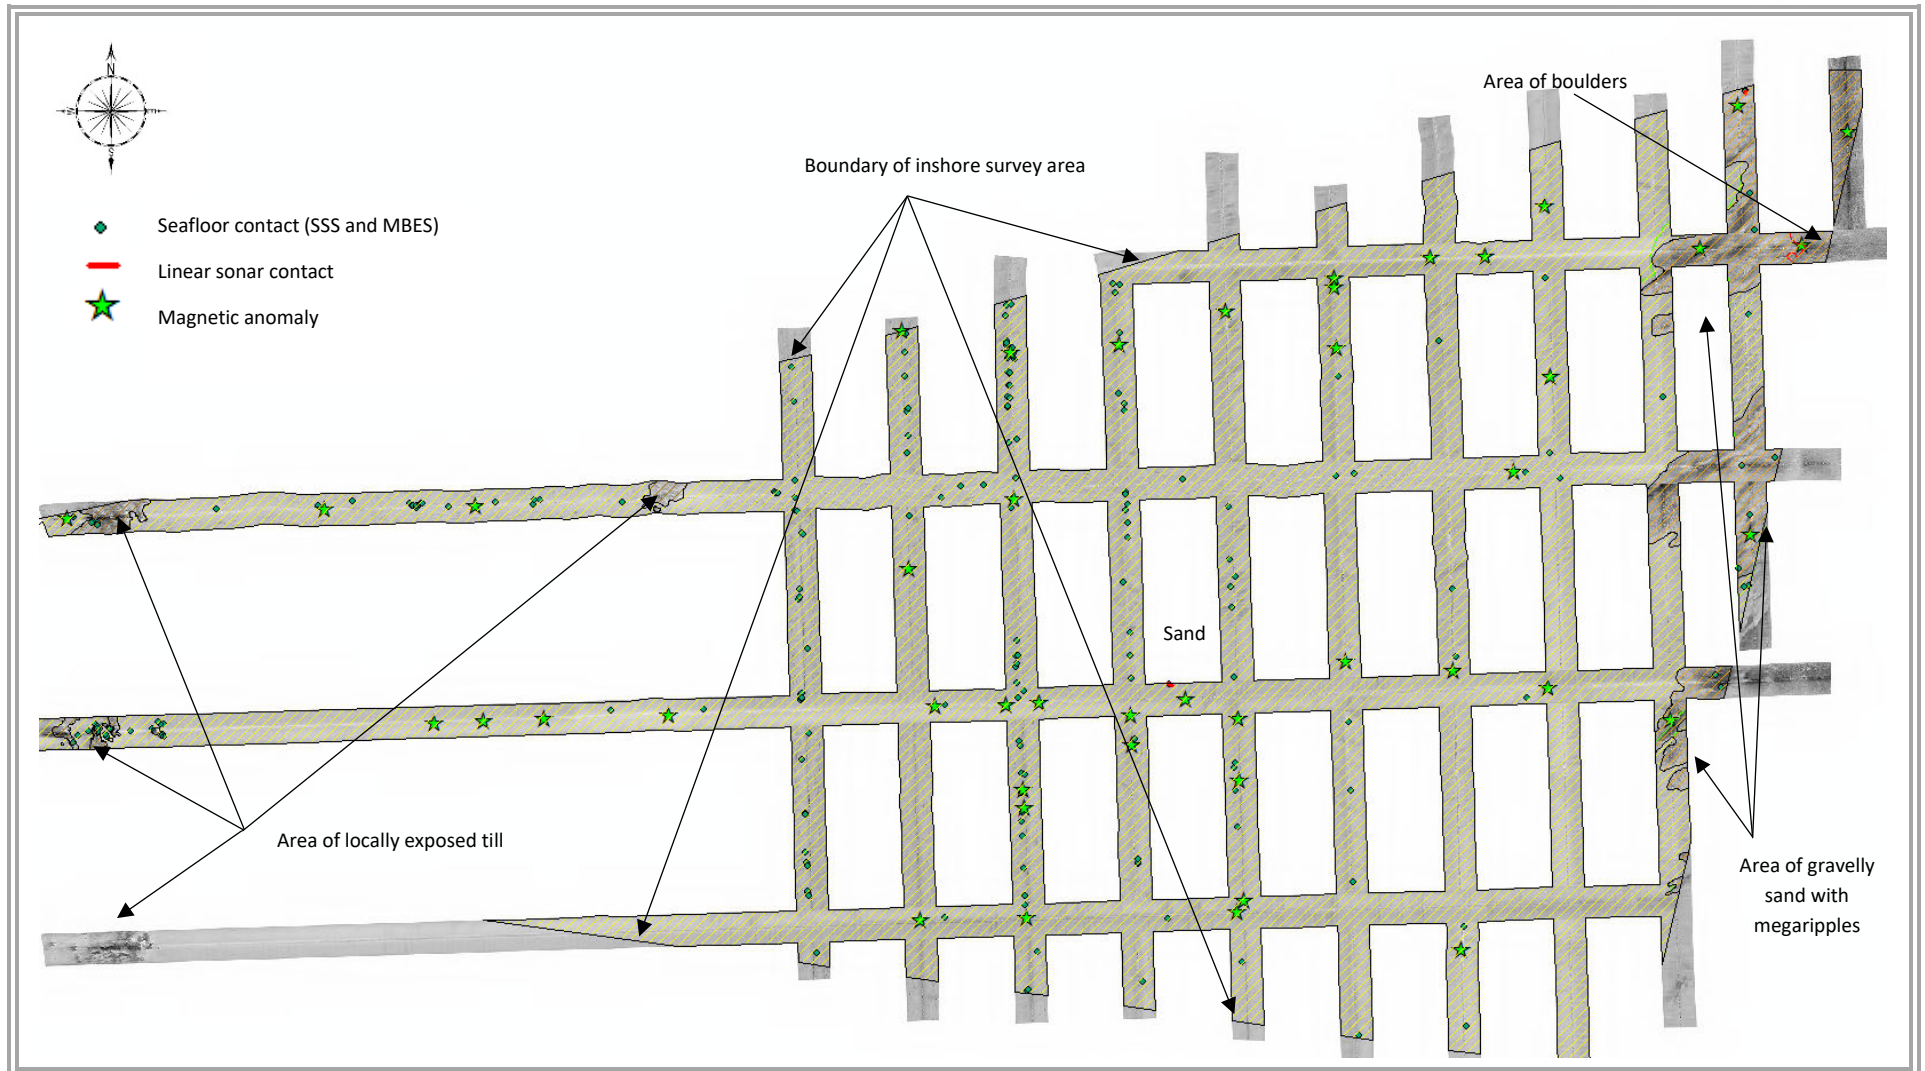 N
S
Seafloor contact (SSS and MBES)
Linear sonar contact
Magnetic anomaly
Boundary of inshore survey area
Area of boulders
Sand
Area of locally exposed till
Area of gravelly
sand with
megaripples